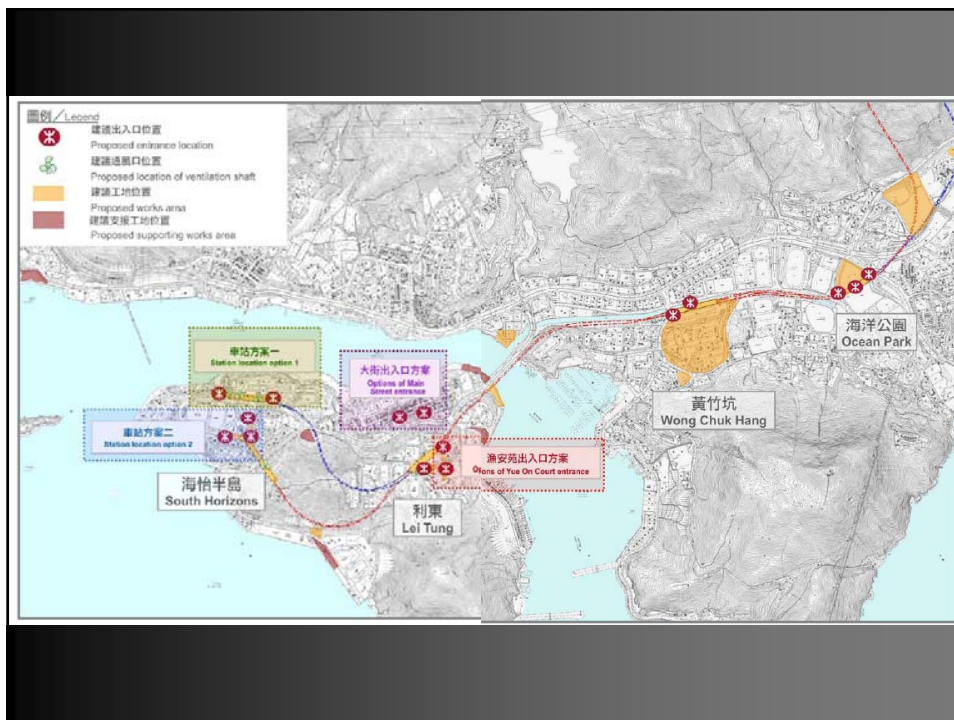 圖例／Legend
建議出入口位置
Proposed entrance location
建議通風口位置
Proposed location of ventilation shaft
建議工地位置
Proposed works area
建議支援工地位置
Proposed supporting works area
車站方案一
Station location option 1
大街出入口方案
Options of Main
Street entrance
車站方案二
Station location option 2
漁安苑出入口方案
Options of Yue On Court entrance
海怡半島
South Horizons
利東
Lei Tung
黃竹坑
Wong Chuk Hang
海洋公園
Ocean Park